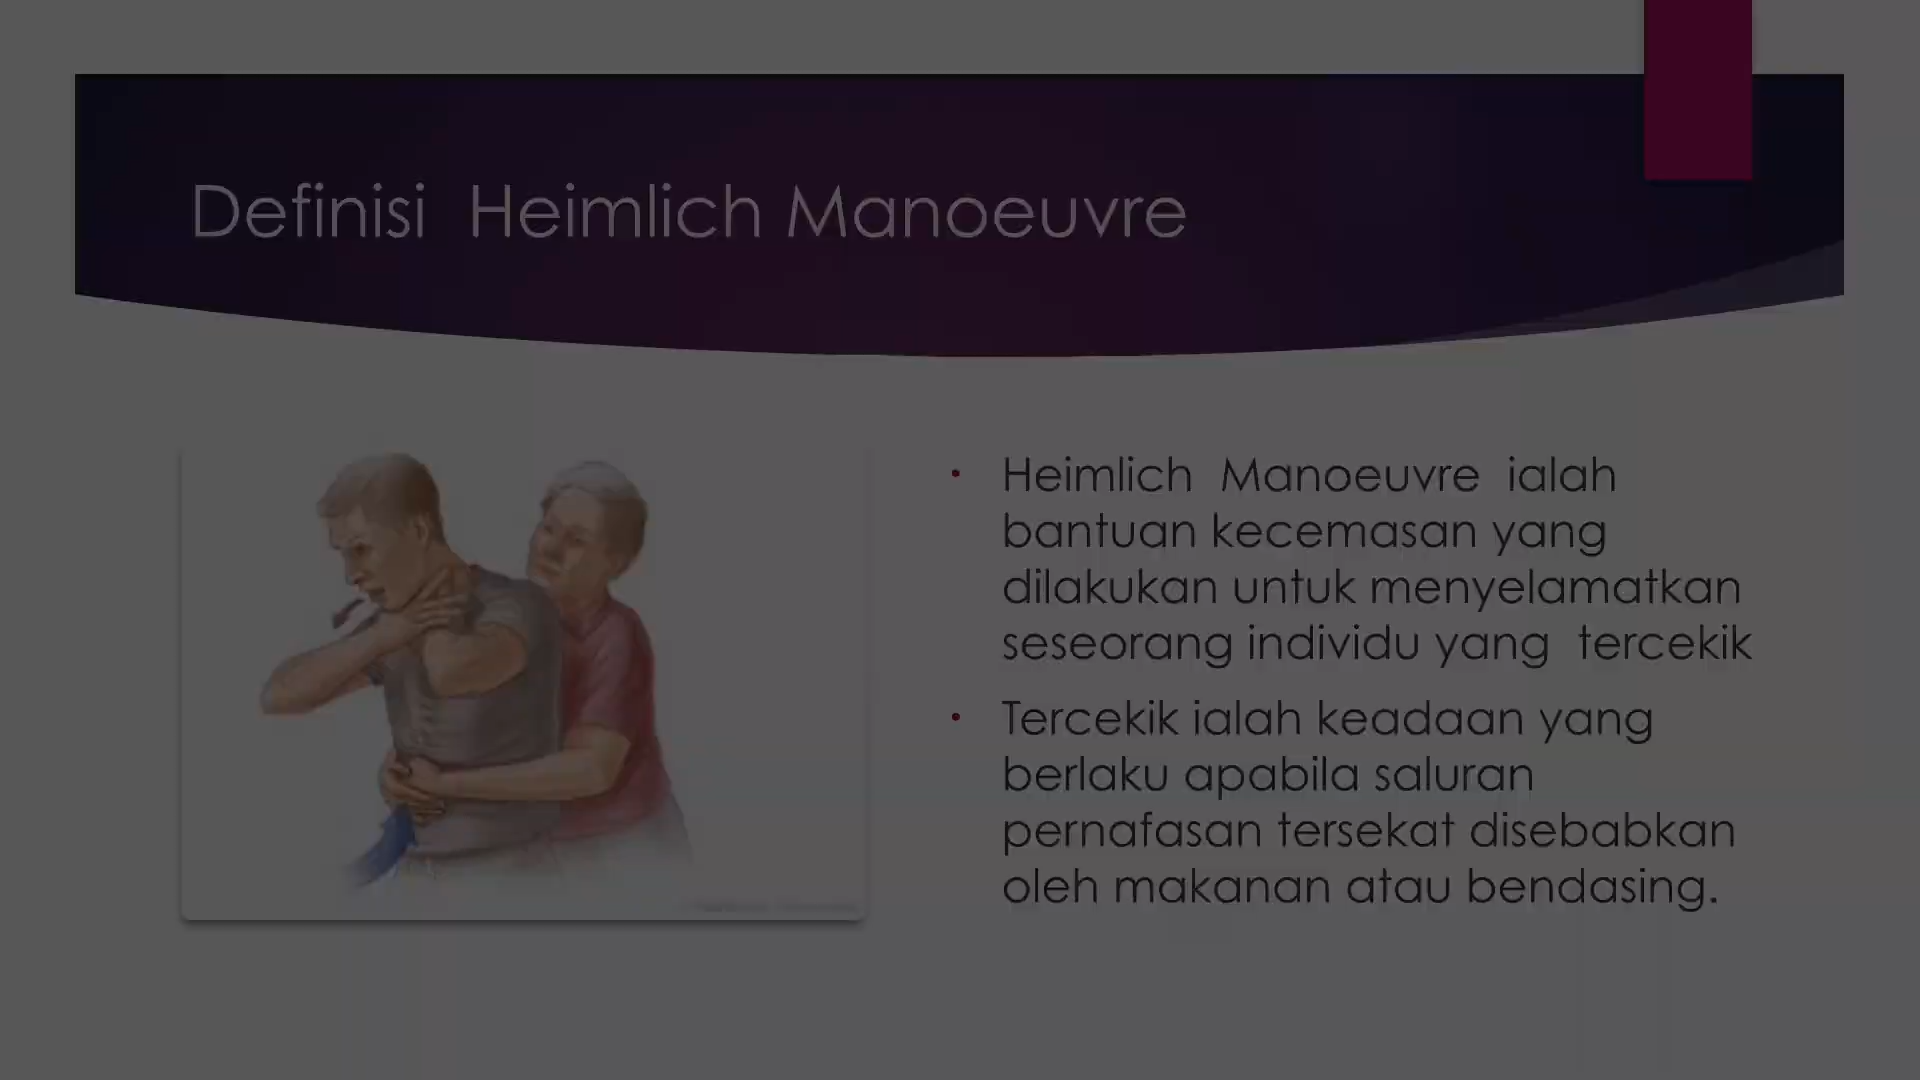 Definisi Heimlich Manoeuvre
Heimlich Manoeuvre ialah
bantuan kecemasan yang
dilakukan untuk menyelamatkan
seseorang individu yang tercekik
Tercekik ialah keadaan yang
berlaku apabila saluran
pernafasan tersekat disebabkan
oleh makanan atau bendasing.